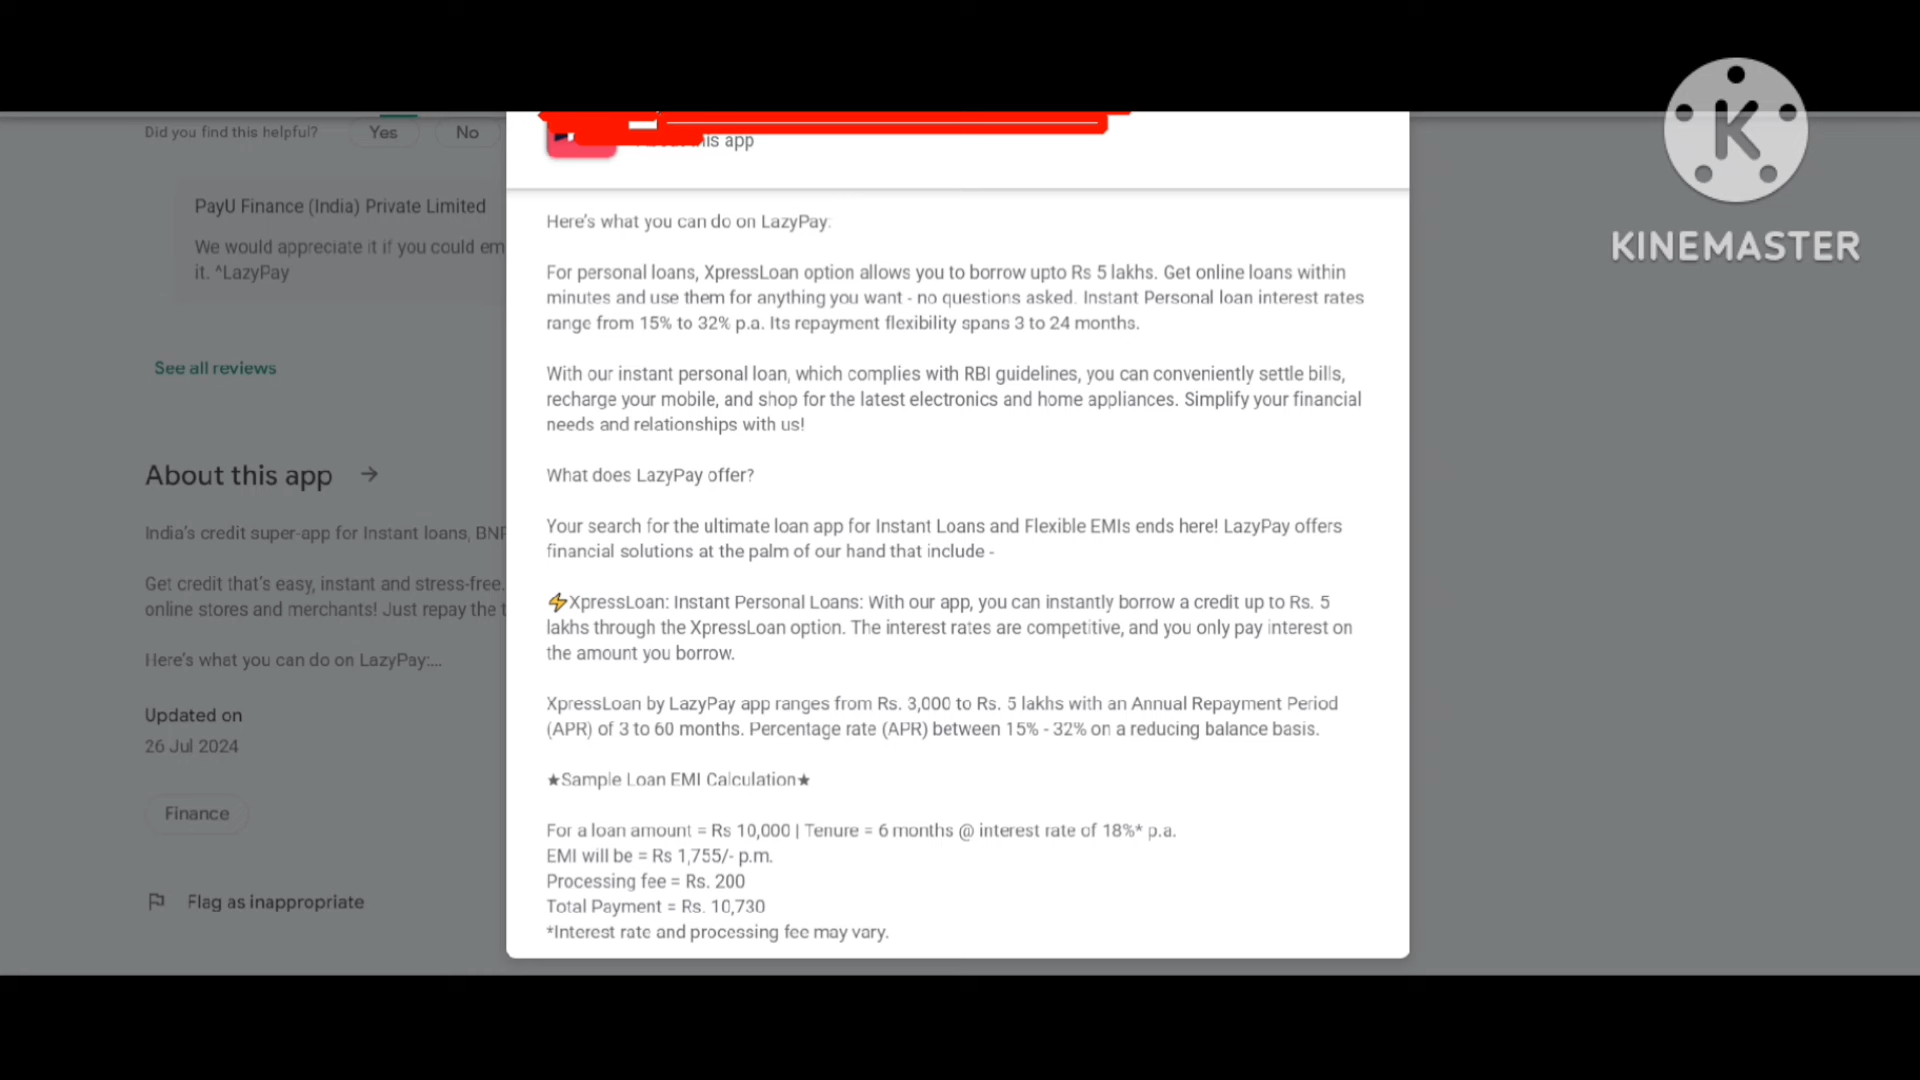 Did you find this helpful? Yes No
PayU Finance (India) Private Limited
We would appreciate it if you could em
it. ^LazyPay
See all reviews
About this app
India's credit super-app for Instant loans, BNP
Get credit that's easy, instant and stress-free.
online stores and merchants! Just repay the t
Here's what you can do on LazyPay:...
Updated on
26 Jul 2024
Finance
Flag as inappropriate
this app
Here's what you can do on LazyPay:
For personal loans, XpressLoan option allows you to borrow upto Rs 5 lakhs. Get online loans within
minutes and use them for anything you want - no questions asked. Instant Personal loan interest rates
range from 15% to 32% p.a. Its repayment flexibility spans 3 to 24 months.
With our instant personal loan, which complies with RBI guidelines, you can conveniently settle bills,
recharge your mobile, and shop for the latest electronics and home appliances. Simplify your financial
needs and relationships with us!
What does LazyPay offer?
Your search for the ultimate loan app for Instant Loans and Flexible EMIs ends here! LazyPay offers
financial solutions at the palm of our hand that include -
⚡XpressLoan: Instant Personal Loans: With our app, you can instantly borrow a credit up to Rs. 5
lakhs through the XpressLoan option. The interest rates are competitive, and you only pay interest on
the amount you borrow.
XpressLoan by LazyPay app ranges from Rs. 3,000 to Rs. 5 lakhs with an Annual Repayment Period
(APR) of 3 to 60 months. Percentage rate (APR) between 15% - 32% on a reducing balance basis.
★Sample Loan EMI Calculation★
For a loan amount = Rs 10,000 | Tenure = 6 months @ interest rate of 18%* p.a.
EMI will be = Rs 1,755/- p.m.
Processing fee = Rs. 200
Total Payment = Rs. 10,730
*Interest rate and processing fee may vary.
K
KINEMASTER